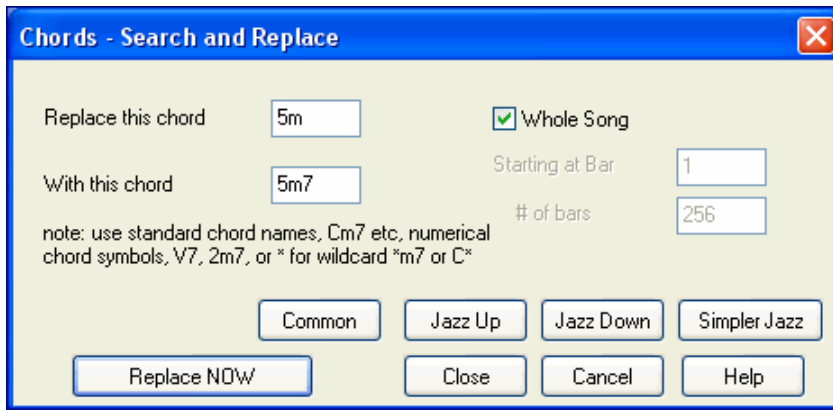 Chords - Search and Replace
Replace this chord 5m Whole Song
With this chord 5m7 Starting at Bar 1
# of bars 256
note: use standard chord names, Cm7 etc, numerical
chord symbols, V7, 2m7, or * for wildcard *m7 or C*
Common Jazz Up Jazz Down Simpler Jazz
Replace NOW Close Cancel Help